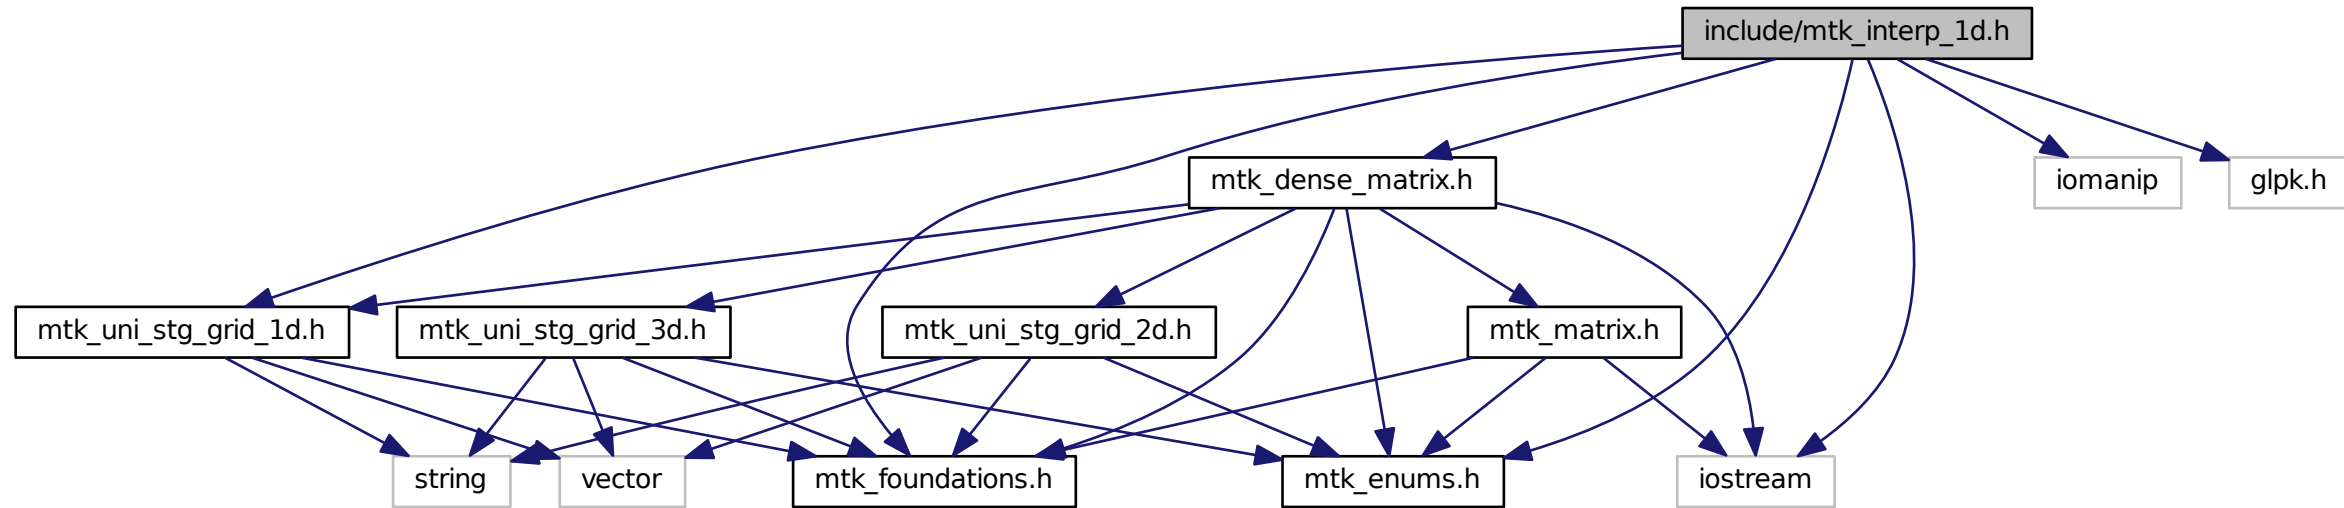 include/mtk_interp_1d.h
mtk_dense_matrix.h
iomanip
glpk.h
mtk_uni_stg_grid_1d.h
mtk_uni_stg_grid_3d.h
mtk_uni_stg_grid_2d.h
mtk_matrix.h
string
vector
mtk_foundations.h
mtk_enums.h
iostream